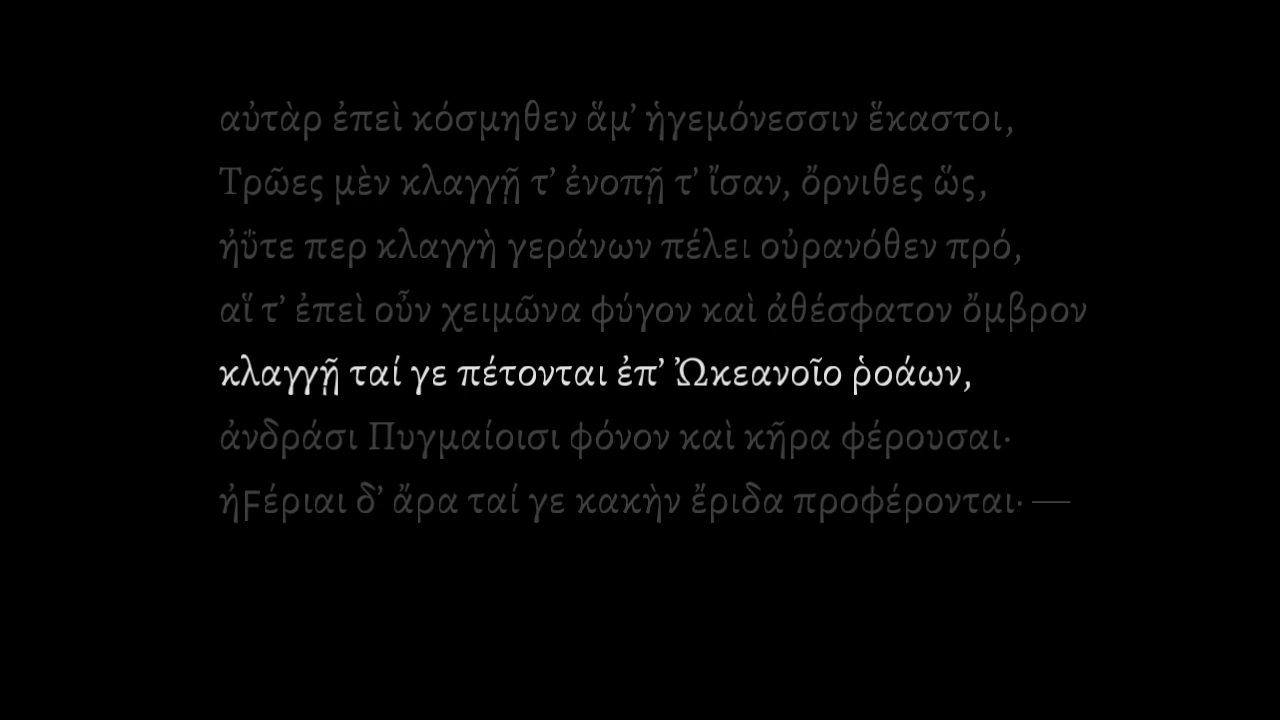 αὐτὰρ ἐπεὶ κόσμηθεν ἅμ’ ἡγεμόνεσσιν ἕκαστοι,
Τρῶες μὲν κλαγγῇ τ’ ἐνοπῇ τ’ ἴσαν, ὄρνιθες ὥς,
ἠΰτε περ κλαγγὴ γεράνων πέλει οὐρανόθεν πρό,
αἵ τ’ ἐπεὶ οὖν χειμῶνα φύγον καὶ ἀθέσφατον ὄμβρον
κλαγγῇ ταί γε πέτονται ἐπ’ Ὠκεανοῖο ῥοάων,
ἀνδράσι Πυγμαίοισι φόνον καὶ κῆρα φέρουσαι·
ἠϝέριαι δ’ ἄρα ταί γε κακὴν ἔριδα προφέρονται· —